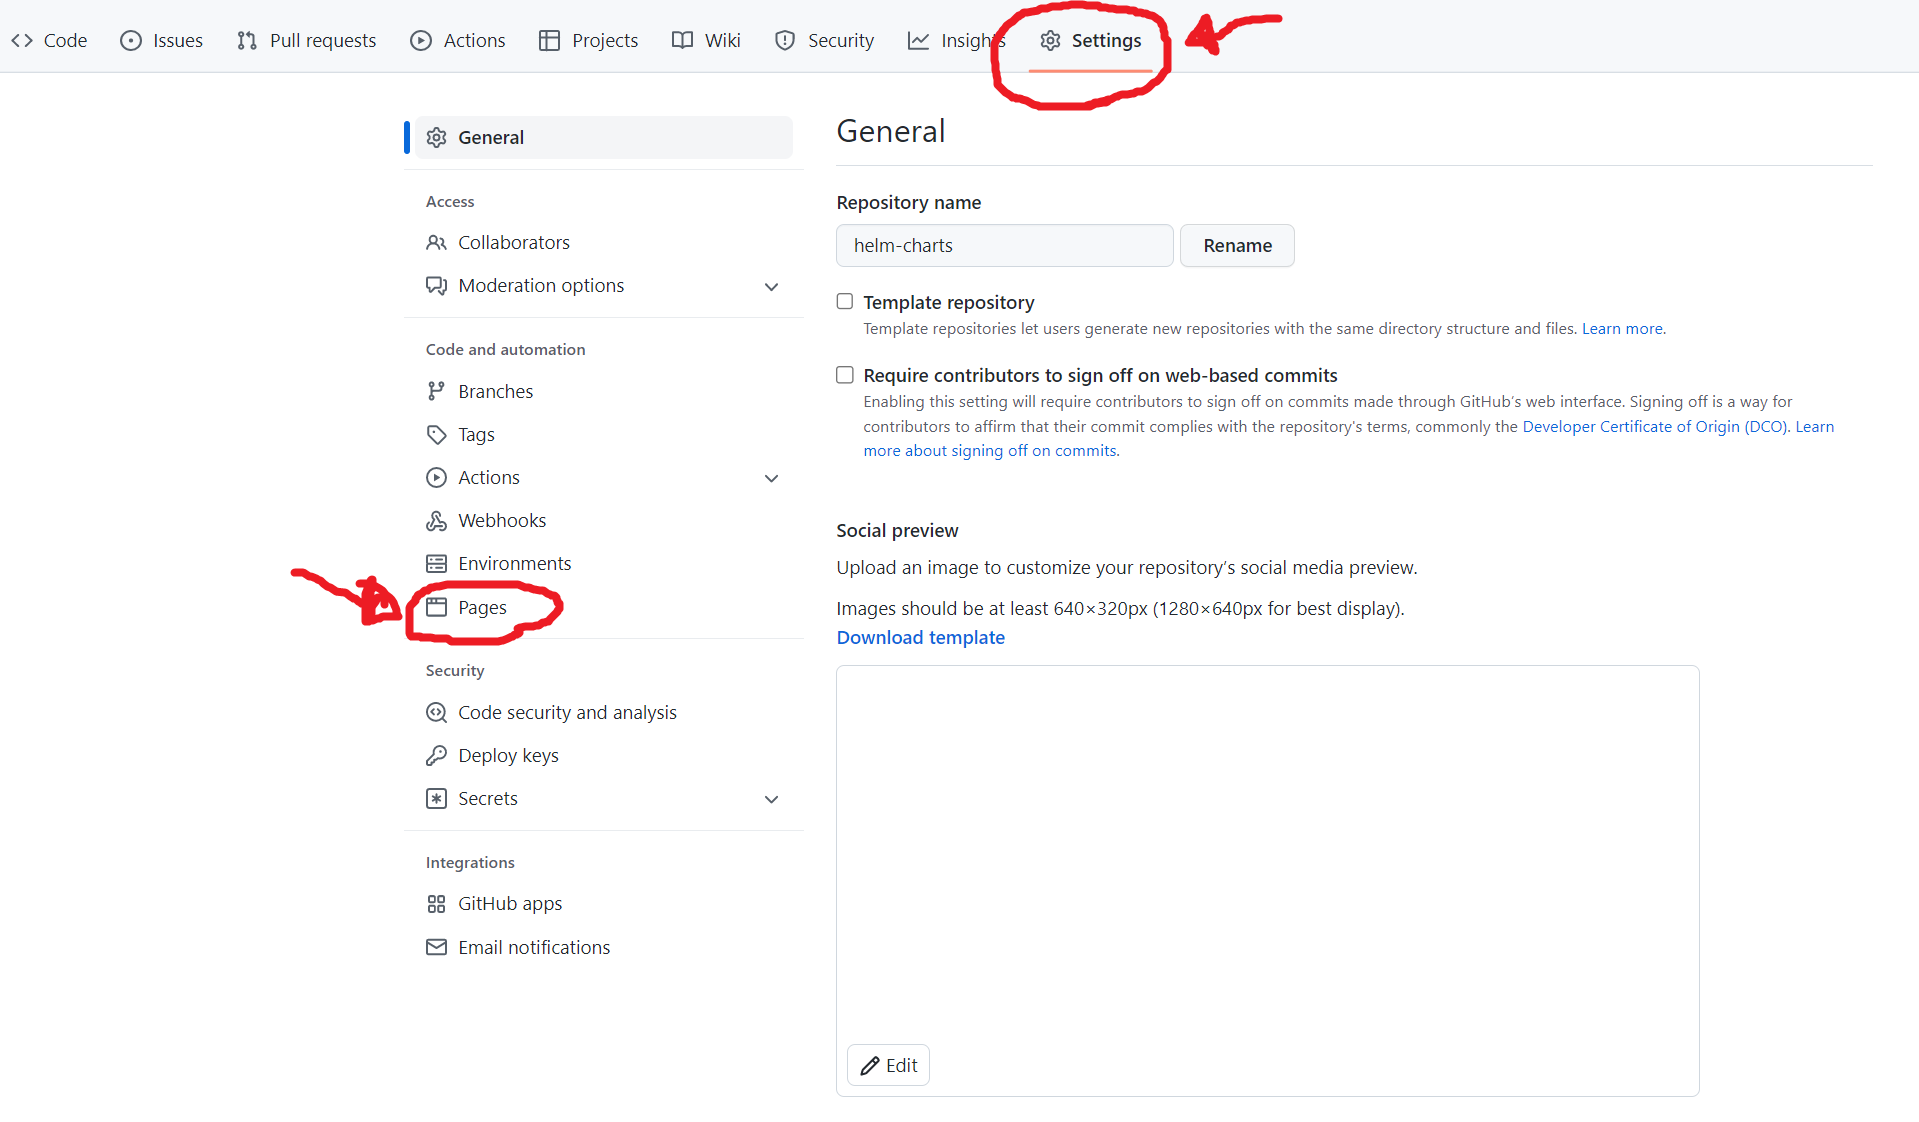 Code Issues Pull requests Actions Projects Wiki Security Insights Settings
General
Access
Collaborators
Moderation options
Code and automation
Branches
Tags
Actions
Webhooks
Environments
Pages
Security
Code security and analysis
Deploy keys
Secrets
Integrations
GitHub apps
Email notifications
General
Repository name
helm-charts Rename
Template repository
Template repositories let users generate new repositories with the same directory structure and files. Learn more.
Require contributors to sign off on web-based commits
Enabling this setting will require contributors to sign off on commits made through GitHub's web interface. Signing off is a way for
contributors to affirm that their commit complies with the repository's terms, commonly the Developer Certificate of Origin (DCO). Learn
more about signing off on commits.
Social preview
Upload an image to customize your repository's social media preview.
Images should be at least 640×320px (1280×640px for best display).
Download template
Edit